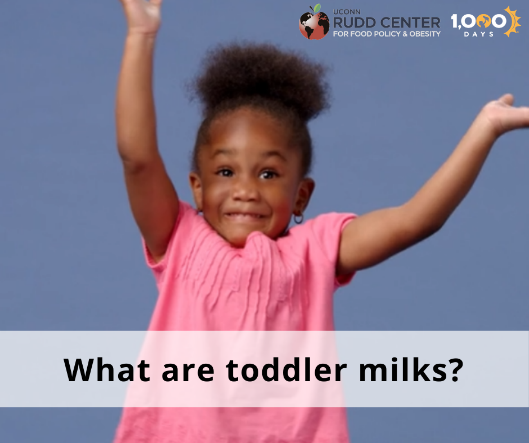 UCONN
RUDD CENTER
FOR FOOD POLICY & OBESITY
1,000
DAYS
What are toddler milks?